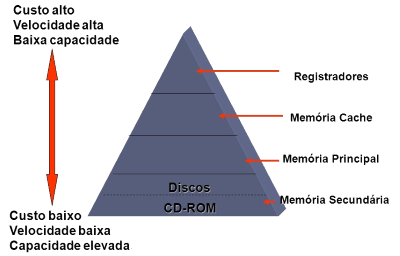 Custo alto
Velocidade alta
Baixa capacidade
Registradores
Memória Cache
Memória Principal
Discos
Memória Secundária
CD-ROM
Custo baixo
Velocidade baixa
Capacidade elevada